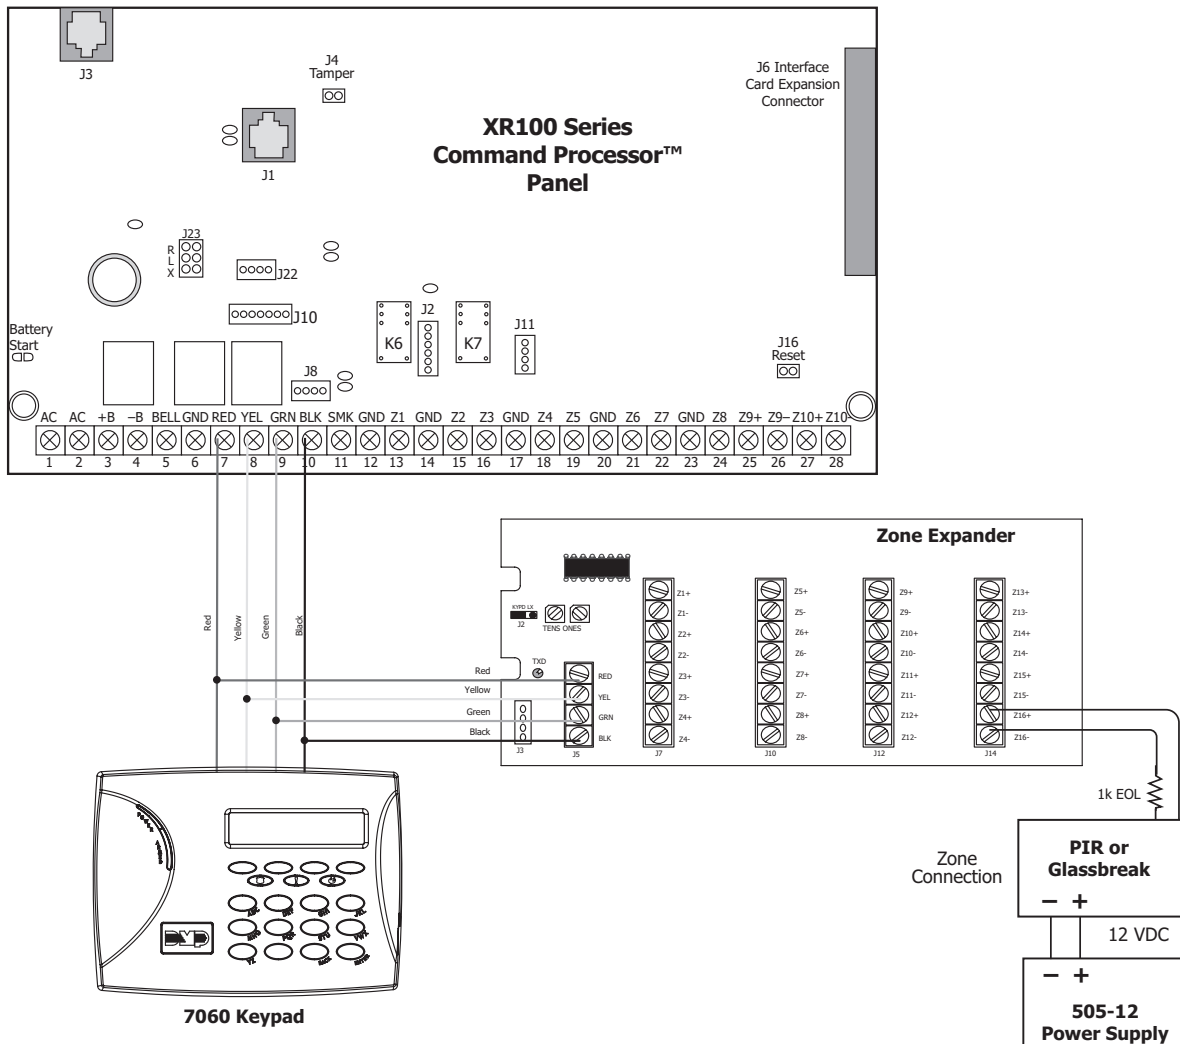 J3
J4
Tamper
J6 Interface
Card Expansion
Connector
XR100 Series
Command Processor™
Panel
J1
J23
R
L
X
J22
J10
J2
K6
K7
J11
J16
Reset
Battery
Start
J8
AC AC +B –B BELL GND RED YEL GRN BLK SMK GND Z1 GND Z2 Z3 GND Z4 Z5 GND Z6 Z7 GND Z8 Z9+ Z9– Z10+ Z10-
1 2 3 4 5 6 7 8 9 10 11 12 13 14 15 16 17 18 19 20 21 22 23 24 25 26 27 28
Red
Yellow
Green
Black
Zone Expander
KYPD LX
J2
TENS ONES
TXD
Red
Yellow
Green
Black
RED
YEL
GRN
BLK
J3
J5
Z1+
Z1-
Z2+
Z2-
Z3+
Z3-
Z4+
Z4-
J7
Z5+
Z5-
Z6+
Z6-
Z7+
Z7-
Z8+
Z8-
J10
Z9+
Z9-
Z10+
Z10-
Z11+
Z11-
Z12+
Z12-
J12
Z13+
Z13-
Z14+
Z14-
Z15+
Z15-
Z16+
Z16-
J14
1k EOL
Zone
Connection
PIR or
Glassbreak
– +
12 VDC
– +
505-12
Power Supply
DMP
7060 Keypad